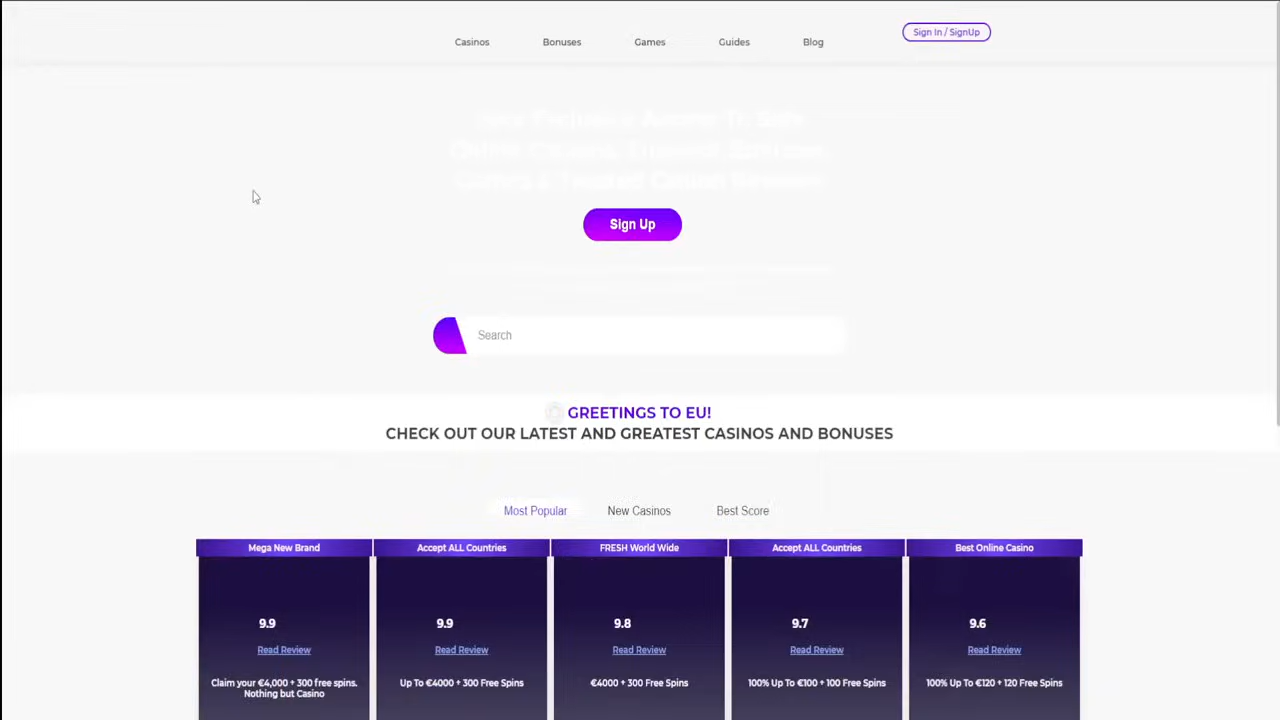 Casinos
Bonuses
Games
Guides
Blog
Sign In / SignUp
Sign Up
Search
GREETINGS TO EU!
CHECK OUT OUR LATEST AND GREATEST CASINOS AND BONUSES
Most Popular
New Casinos
Best Score
Mega New Brand
9.9
Read Review
Claim your €4,000 + 300 free spins.
Nothing but Casino
Accept ALL Countries
9.9
Read Review
Up To €4000 + 300 Free Spins
FRESH World Wide
9.8
Read Review
€4000 + 300 Free Spins
Accept ALL Countries
9.7
Read Review
100% Up To €100 + 100 Free Spins
Best Online Casino
9.6
Read Review
100% Up To €120 + 120 Free Spins